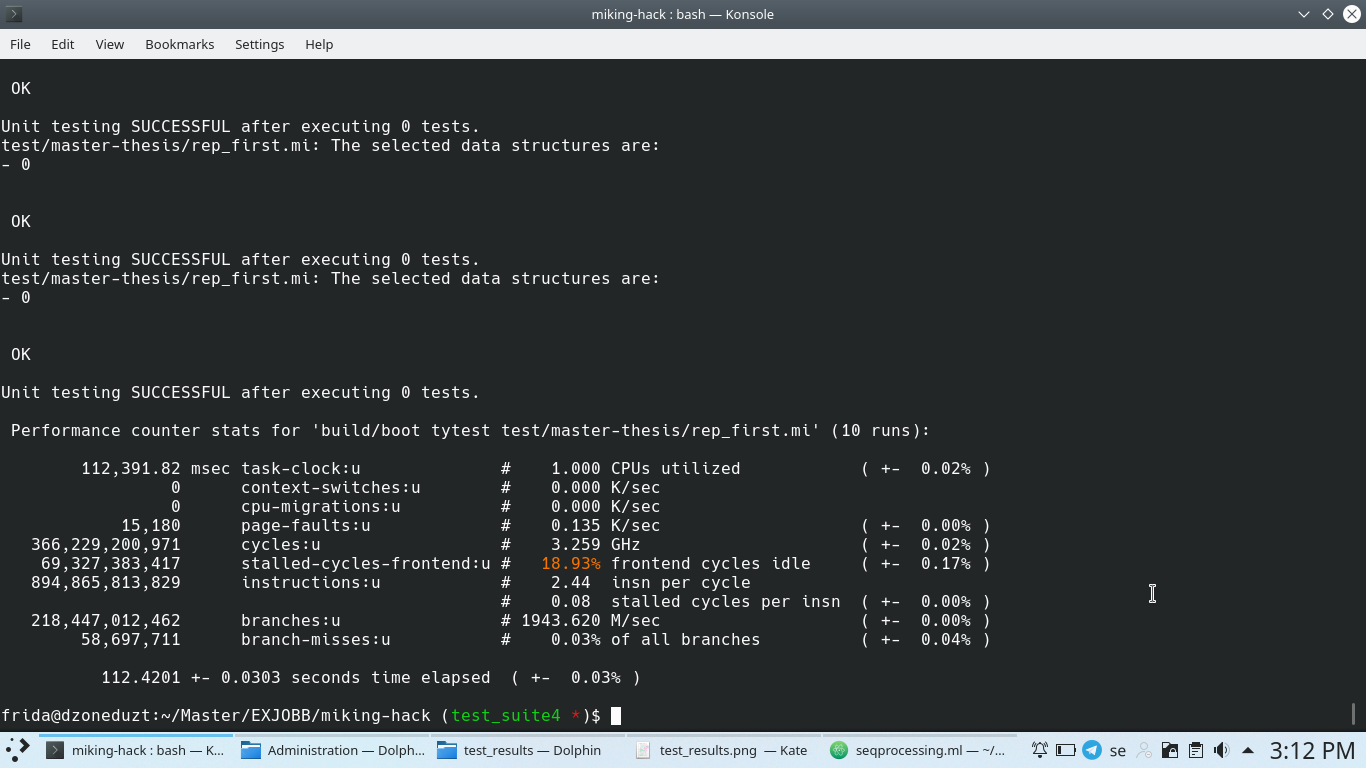 miking-hack : bash — Konsole
File Edit View Bookmarks Settings Help
OK
Unit testing SUCCESSFUL after executing 0 tests.
test/master-thesis/rep_first.mi: The selected data structures are:
- 0
OK
Unit testing SUCCESSFUL after executing 0 tests.
test/master-thesis/rep_first.mi: The selected data structures are:
- 0
OK
Unit testing SUCCESSFUL after executing 0 tests.
Performance counter stats for 'build/boot tytest test/master-thesis/rep_first.mi' (10 runs):
112,391.82 msec task-clock:u # 1.000 CPUs utilized ( +- 0.02% )
0 context-switches:u # 0.000 K/sec
0 cpu-migrations:u # 0.000 K/sec
15,180 page-faults:u # 0.135 K/sec ( +- 0.00% )
366,229,200,971 cycles:u # 3.259 GHz ( +- 0.02% )
69,327,383,417 stalled-cycles-frontend:u # 18.93% frontend cycles idle ( +- 0.17% )
894,865,813,829 instructions:u # 2.44 insn per cycle
# 0.08 stalled cycles per insn ( +- 0.00% )
218,447,012,462 branches:u # 1943.620 M/sec ( +- 0.00% )
58,697,711 branch-misses:u # 0.03% of all branches ( +- 0.04% )
112.4201 +- 0.0303 seconds time elapsed ( +- 0.03% )
frida@dzoneduzt:~/Master/EXJOBB/miking-hack (test_suite4 *)$
miking-hack : bash — K... Administration — Dolph... test_results — Dolphin test_results.png — Kate seqprocessing.ml — ~/... se 3:12 PM